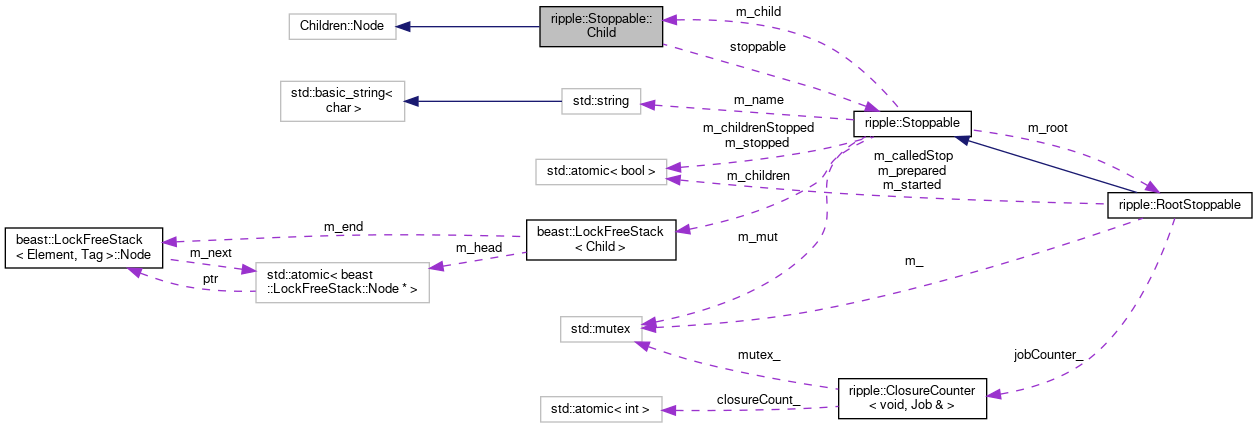 m_child
ripple::Stoppable::
Child
Children::Node
stoppable
std::basic_string<
char >
std::string
m_name
ripple::Stoppable
m_root
m_childrenStopped
m_stopped
m_calledStop
m_prepared
m_started
std::atomic< bool >
m_children
ripple::RootStoppable
beast::LockFreeStack
< Element, Tag >::Node
m_end
beast::LockFreeStack
< Child >
m_next
m_head
m_mut
m_
ptr
std::atomic< beast
::LockFreeStack::Node * >
std::mutex
mutex_
jobCounter_
ripple::ClosureCounter
< void, Job & >
closureCount_
std::atomic< int >